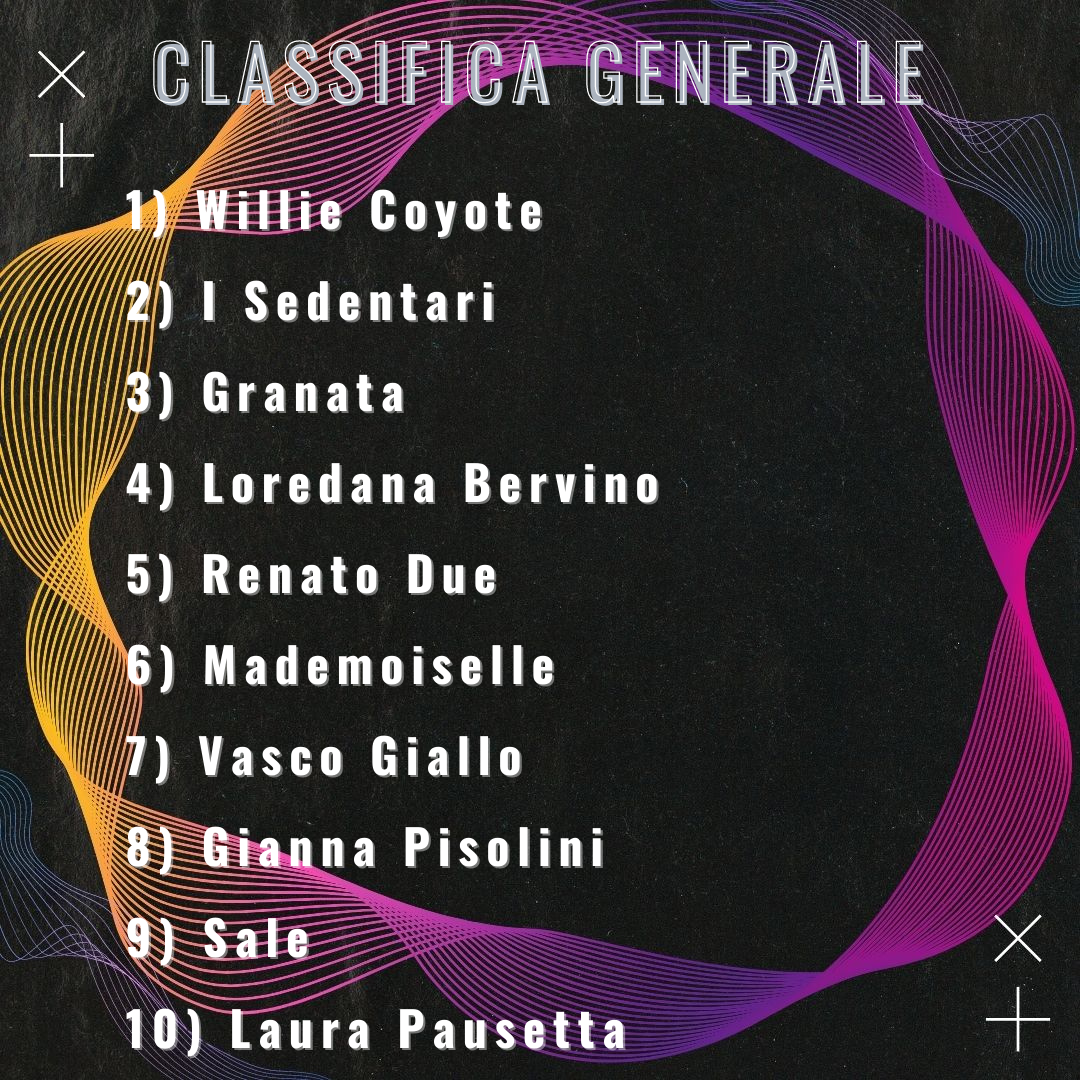 CLASSIFICA GENERALE
1) Willie Coyote
2) I Sedentari
3) Granata
4) Loredana Bervino
5) Renato Due
6) Mademoiselle
7) Vasco Giallo
8) Gianna Pisolini
9) Sale
10) Laura Pausetta